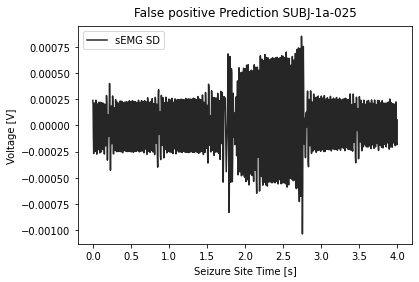 False positive Prediction SUBJ-1a-025
sEMG SD
0.00075
0.00050
0.00025
0.00000
−0.00025
−0.00050
−0.00075
−0.00100
Voltage [V]
0.0 0.5 1.0 1.5 2.0 2.5 3.0 3.5 4.0
Seizure Site Time [s]